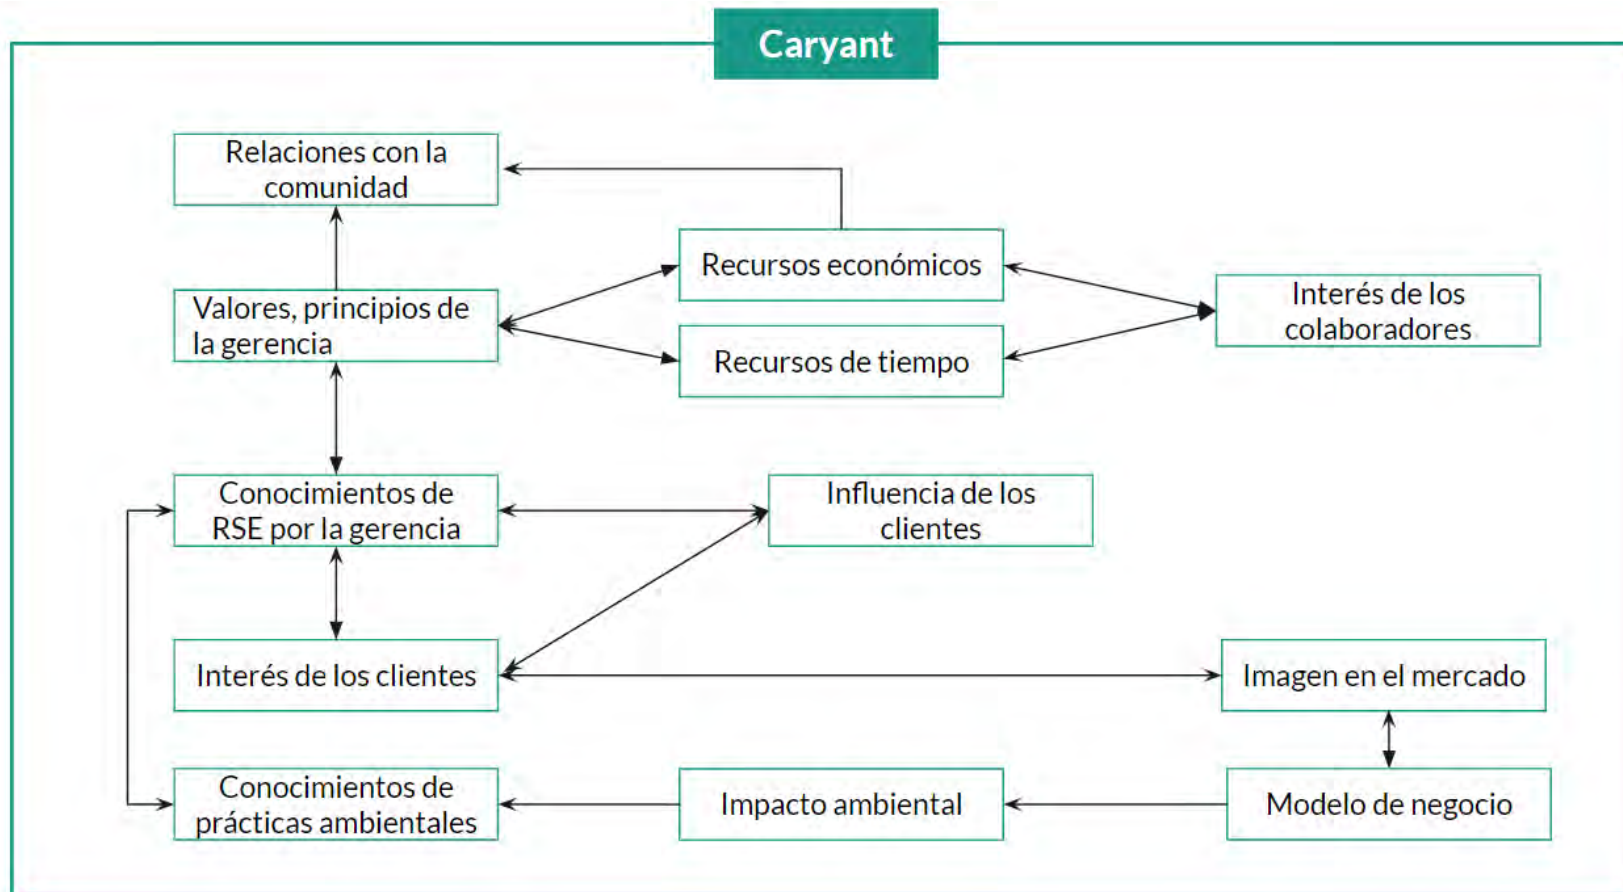 Caryant
Relaciones con la
comunidad
Recursos económicos
Valores, principios de
la gerencia
Interés de los
colaboradores
Recursos de tiempo
Conocimientos de
RSE por la gerencia
Influencia de los
clientes
Interés de los clientes
Imagen en el mercado
Conocimientos de
prácticas ambientales
Impacto ambiental
Modelo de negocio